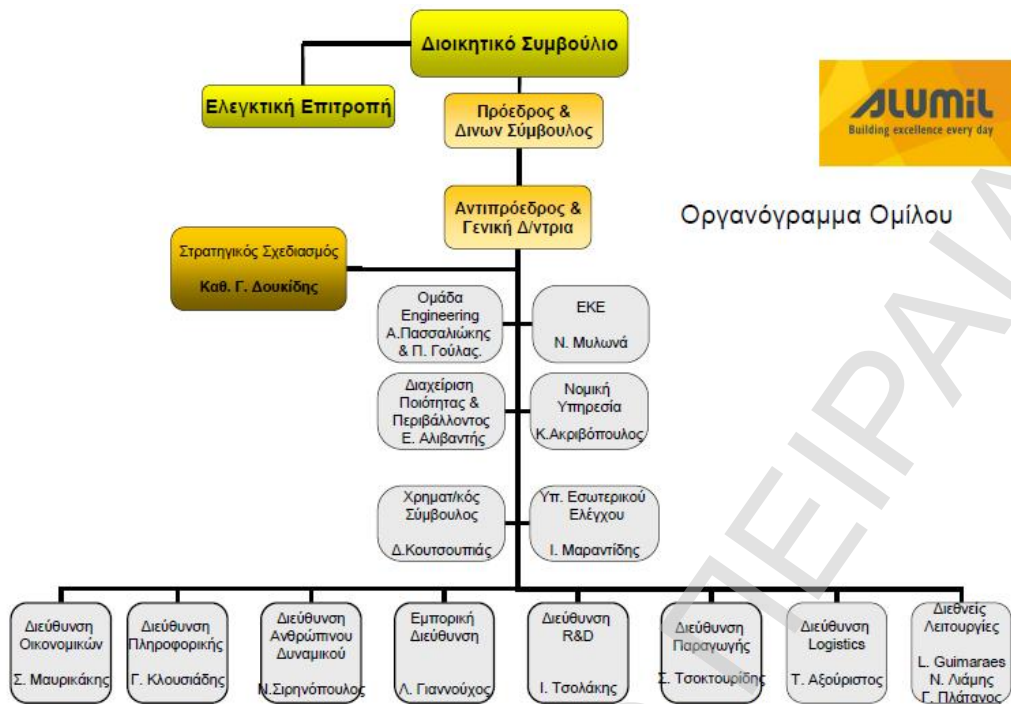 Διοικητικό Συμβούλιο
Ελεγκτική Επιτροπή
Πρόεδρος &
Δινων Σύμβουλος
ALUMIL
Building excellence every day
Αντιπρόεδρος &
Γενική Δ/ντρια
Οργανόγραμμα Ομίλου
Στρατηγικός Σχεδιασμός
Καθ. Γ. Δουκίδης
Ομάδα
Engineering
Α.Πασσαλιώκης
& Π. Γούλας.
ΕΚΕ
Ν. Μυλωνά
Διαχείριση
Ποιότητας &
Περιβάλλοντος
Ε. Αλιβαντής
Νομική
Υπηρεσία
Κ.Ακριβόπουλος
Χρηματ/κός
Σύμβουλος
Δ.Κουτσουπιάς
Υπ. Εσωτερικού
Ελέγχου
Ι. Μαραντίδης
Διεύθυνση
Οικονομικών
Σ. Μαυρικάκης
Διεύθυνση
Πληροφορικής
Γ. Κλουσιάδης
Διεύθυνση
Ανθρώπινου
Δυναμικού
Ν.Σιρηνόπουλος
Εμπορική
Διεύθυνση
Λ. Γιαννούχος
Διεύθυνση
R&D
Ι. Τσολάκης
Διεύθυνση
Παραγωγής
Σ. Τσοκτουρίδης
Διεύθυνση
Logistics
Τ. Αξούριστος
Διεθνείς
Λειτουργίες
L. Guimaraes
Ν. Λιάμης
Γ. Πλάτανος
ΠΕΙΡΑΙΑ